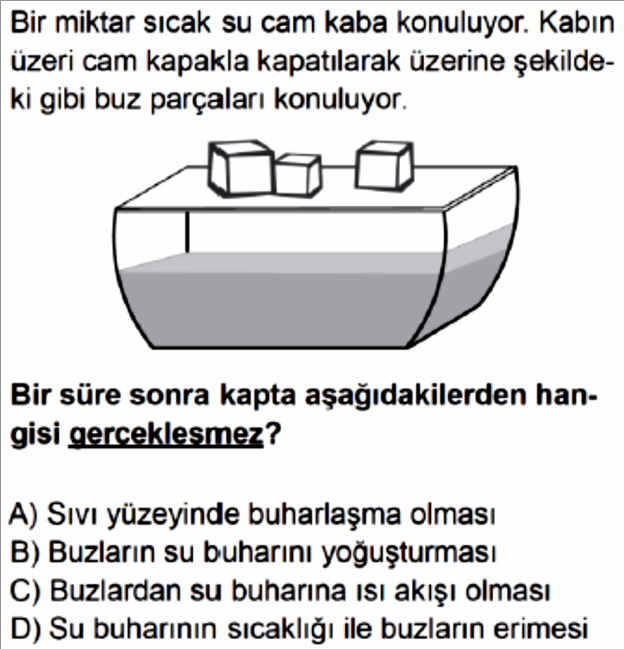 Bir miktar sıcak su cam kaba konuluyor. Kabın
üzeri cam kapakla kapatılarak üzerine şekilde-
ki gibi buz parçaları konuluyor.
Bir süre sonra kapta aşağıdakilerden han-
gisi gerçekleşmez?
A) Sıvı yüzeyinde buharlaşma olması
B) Buzların su buharını yoğuşturması
C) Buzlardan su buharına ısı akışı olması
D) Su buharının sıcaklığı ile buzların erimesi